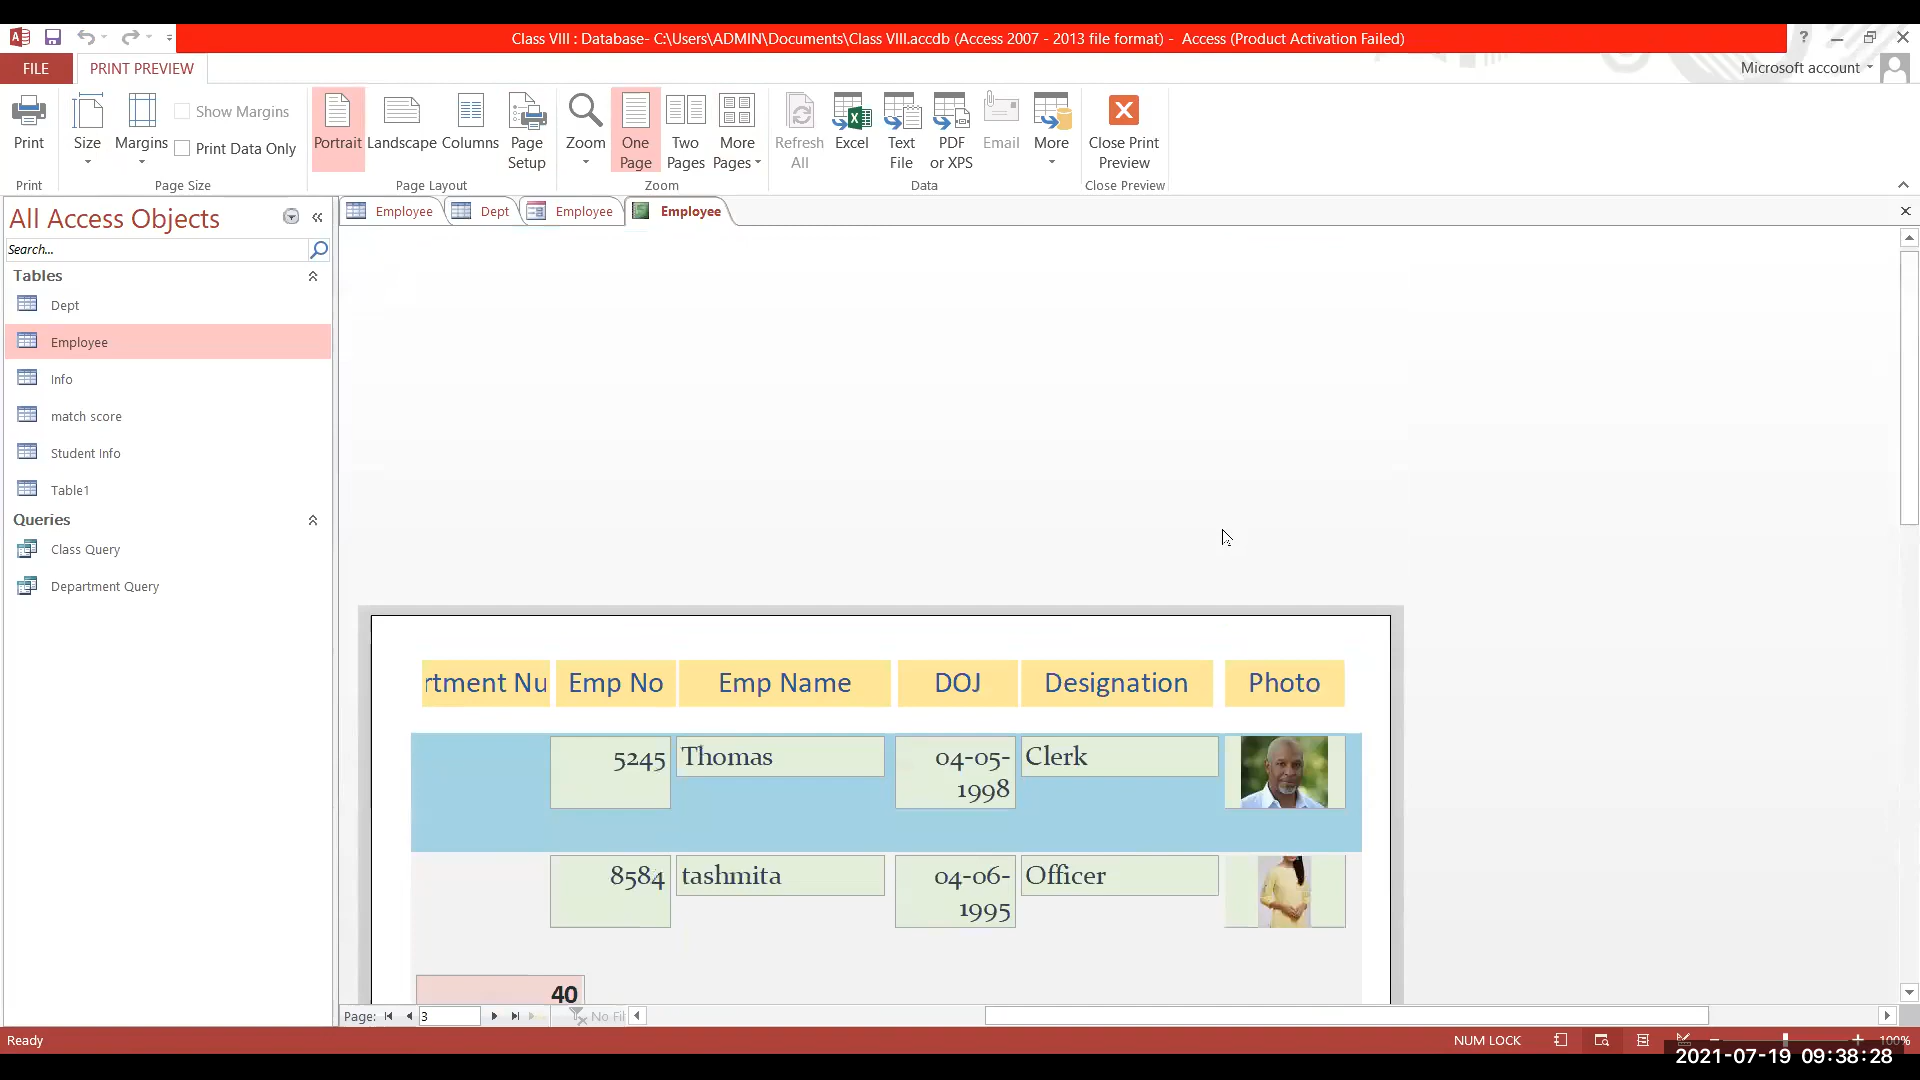 Class VIII : Database- C:\Users\ADMIN\Documents\Class VIII.accdb (Access 2007 - 2013 file format) -  Access (Product Activation Failed)
?
FILE
PRINT PREVIEW
Microsoft account
Print
Size
Margins
Show Margins
Print Data Only
Portrait
Landscape
Columns
Page
Setup
Zoom
One
Page
Two
Pages
More
Pages
Refresh
All
Excel
Text
File
PDF
or XPS
Email
More
Close Print
Preview
Print
Page Size
Page Layout
Zoom
Data
Close Preview
All Access Objects
Search...
Tables
Dept
Employee
Info
match score
Student Info
Table1
Queries
Class Query
Department Query
Employee
Dept
Employee
Employee
rtment Nu
Emp No
Emp Name
DOJ
Designation
Photo
5245
Thomas
04-05-
1998
Clerk
8584
tashmita
04-06-
1995
Officer
40
Page:
3
No Fil
Ready
NUM LOCK
100%
2021-07-19 09:38:28